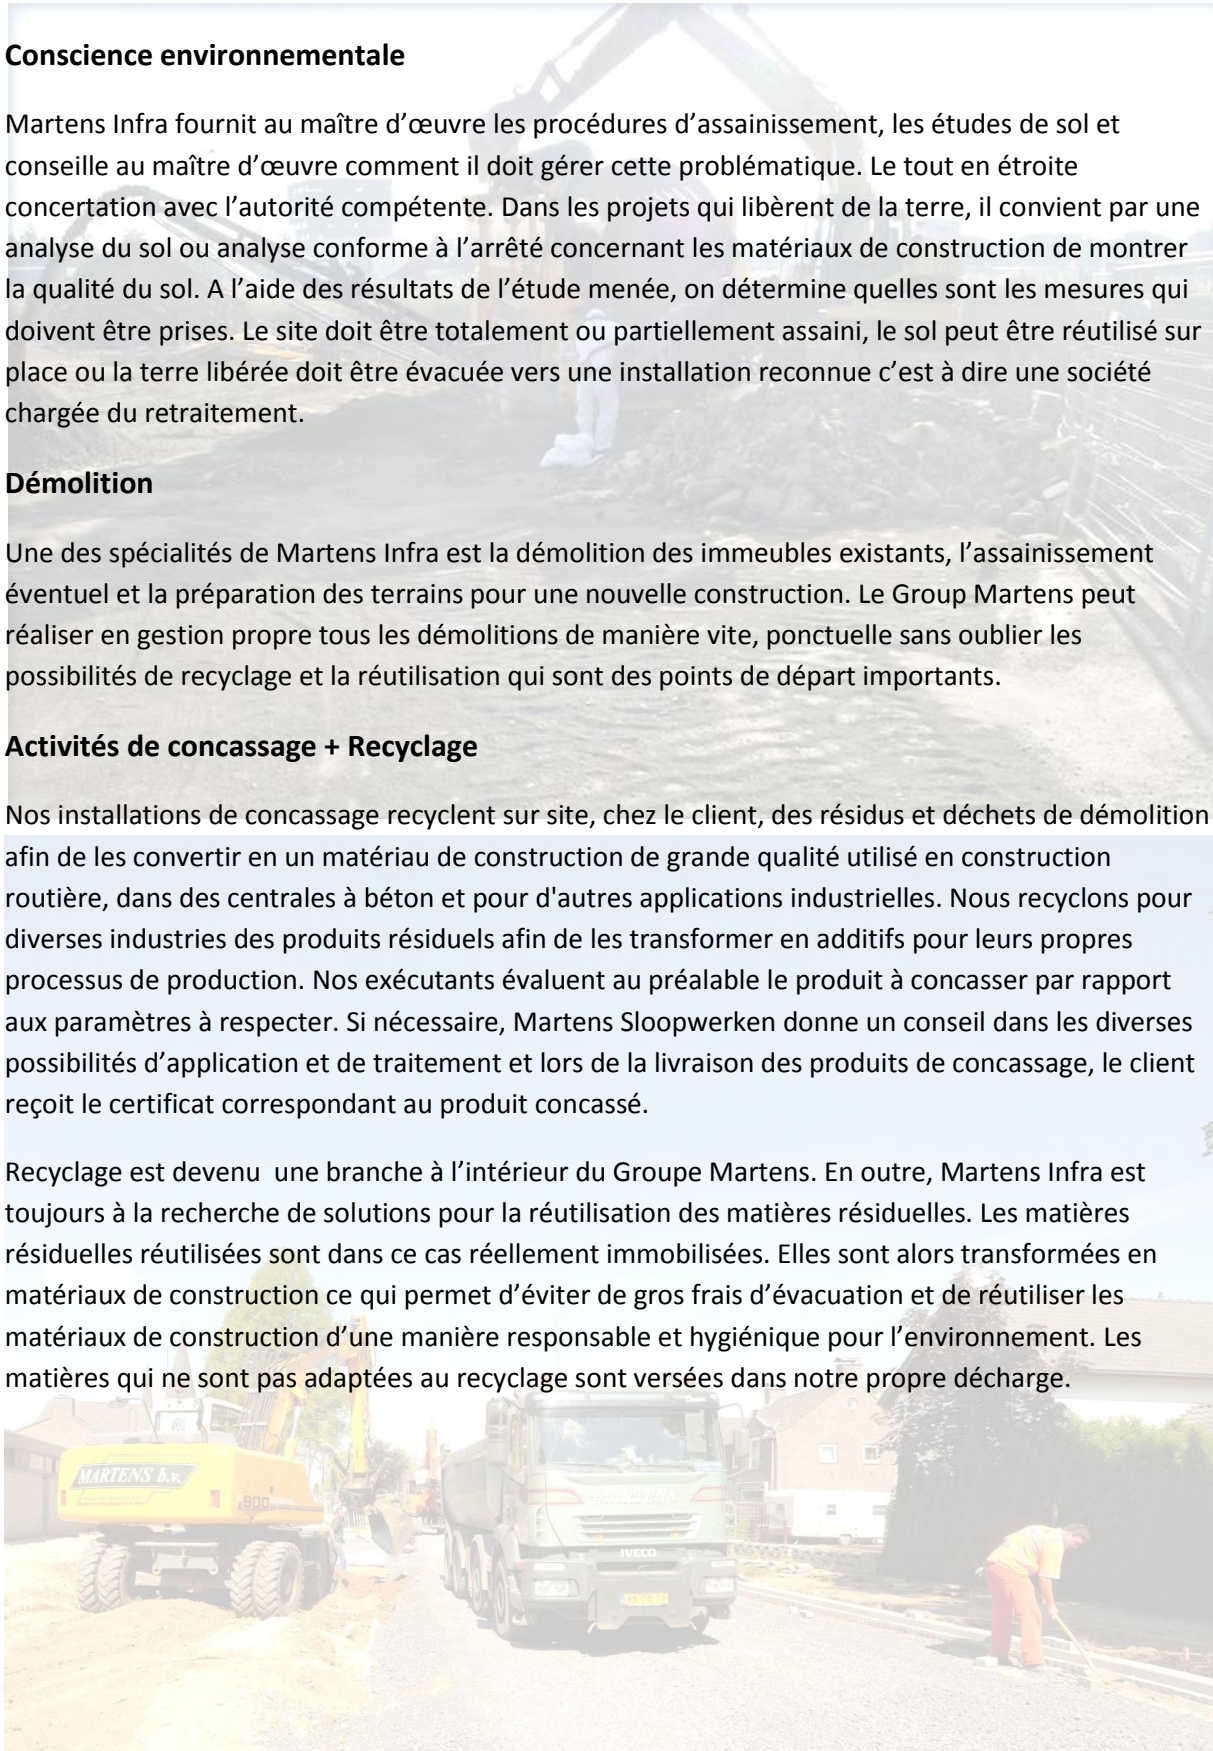 Conscience environnementale
Martens Infra fournit au maître d’œuvre les procédures d’assainissement, les études de sol et
conseille au maître d’œuvre comment il doit gérer cette problématique. Le tout en étroite
concertation avec l’autorité compétente. Dans les projets qui libèrent de la terre, il convient par une
analyse du sol ou analyse conforme à l’arrêté concernant les matériaux de construction de montrer
la qualité du sol. A l’aide des résultats de l’étude menée, on détermine quelles sont les mesures qui
doivent être prises. Le site doit être totalement ou partiellement assaini, le sol peut être réutilisé sur
place ou la terre libérée doit être évacuée vers une installation reconnue c’est à dire une société
chargée du retraitement.
Démolition
Une des spécialités de Martens Infra est la démolition des immeubles existants, l’assainissement
éventuel et la préparation des terrains pour une nouvelle construction. Le Group Martens peut
réaliser en gestion propre tous les démolitions de manière vite, ponctuelle sans oublier les
possibilités de recyclage et la réutilisation qui sont des points de départ importants.
Activités de concassage + Recyclage
Nos installations de concassage recyclent sur site, chez le client, des résidus et déchets de démolition
afin de les convertir en un matériau de construction de grande qualité utilisé en construction
routière, dans des centrales à béton et pour d'autres applications industrielles. Nous recyclons pour
diverses industries des produits résiduels afin de les transformer en additifs pour leurs propres
processus de production. Nos exécutants évaluent au préalable le produit à concasser par rapport
aux paramètres à respecter. Si nécessaire, Martens Sloopwerken donne un conseil dans les diverses
possibilités d’application et de traitement et lors de la livraison des produits de concassage, le client
reçoit le certificat correspondant au produit concassé.
Recyclage est devenu  une branche à l’intérieur du Groupe Martens. En outre, Martens Infra est
toujours à la recherche de solutions pour la réutilisation des matières résiduelles. Les matières
résiduelles réutilisées sont dans ce cas réellement immobilisées. Elles sont alors transformées en
matériaux de construction ce qui permet d’éviter de gros frais d’évacuation et de réutiliser les
matériaux de construction d’une manière responsable et hygiénique pour l’environnement. Les
matières qui ne sont pas adaptées au recyclage sont versées dans notre propre décharge.
MARTENS b.v.
900
IVECO